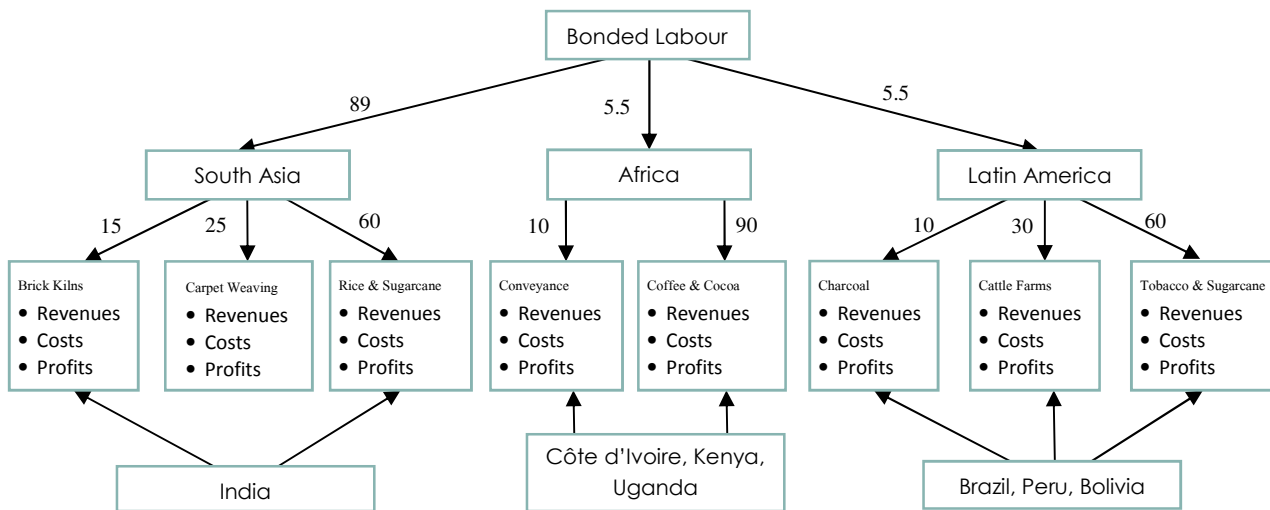 Bonded Labour
89
5.5
5.5
South Asia
Africa
Latin America
15
25
60
10
90
10
30
60
Brick Kilns
• Revenues
• Costs
• Profits
Carpet Weaving
• Revenues
• Costs
• Profits
Rice & Sugarcane
• Revenues
• Costs
• Profits
Conveyance
• Revenues
• Costs
• Profits
Coffee & Cocoa
• Revenues
• Costs
• Profits
Charcoal
• Revenues
• Costs
• Profits
Cattle Farms
• Revenues
• Costs
• Profits
Tobacco & Sugarcane
• Revenues
• Costs
• Profits
India
Côte d’Ivoire, Kenya,
Uganda
Brazil, Peru, Bolivia